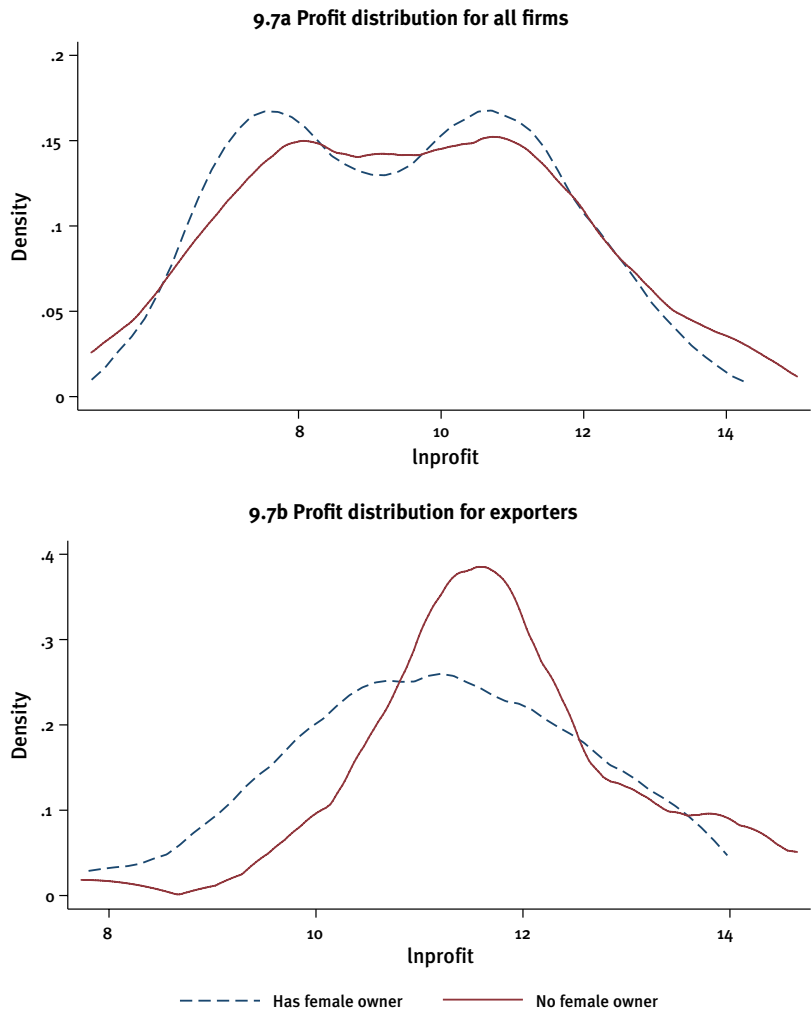 9.7a Profit distribution for all firms
.2
.15
.1
.05
0
Density
8 10 12 14
lnprofit
9.7b Profit distribution for exporters
.4
.3
.2
.1
0
Density
8 10 12 14
lnprofit
Has female owner No female owner